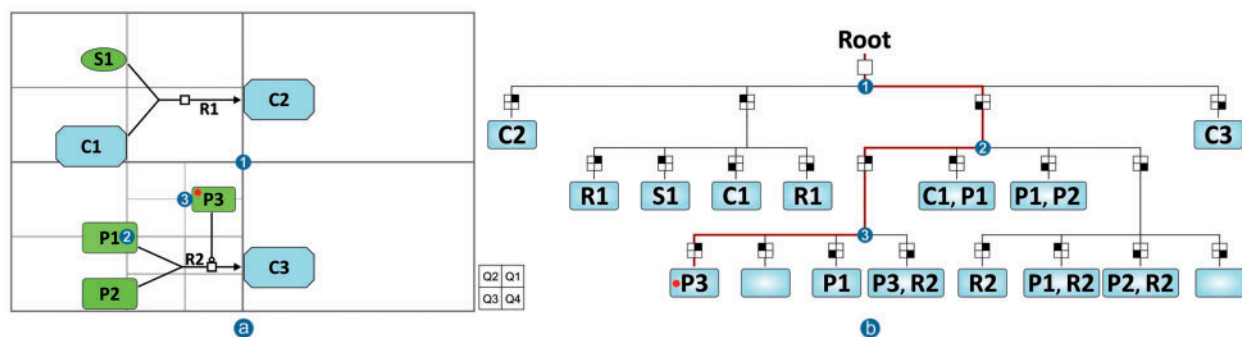 S1
C2
R1
C1
1
3
P3
P1
2
R2
C3
P2
Q2 Q1
Q3 Q4
a
Root
1
C2
C3
2
R1 S1 C1 R1 C1, P1 P1, P2
3
P3 P1 P3, R2 R2 P1, R2 P2, R2
b